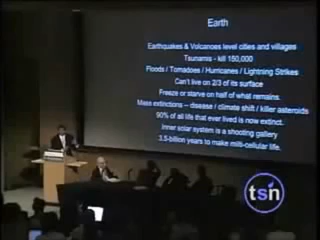 Earth
Earthquakes & Volcanoes level cities and villages
Tsunamis - kill 150,000
Floods / Tornadoes / Hurricanes / Lightning Strikes
Can't live on 2/3 of its surface
Freeze or starve on half of what remains.
Mass extinctions -- disease / climate shift / killer asteroids
90% of all life that ever lived is now extinct.
Inner solar system is a shooting gallery
3.5-billion years to make multi-cellular life.
tsn
tsn